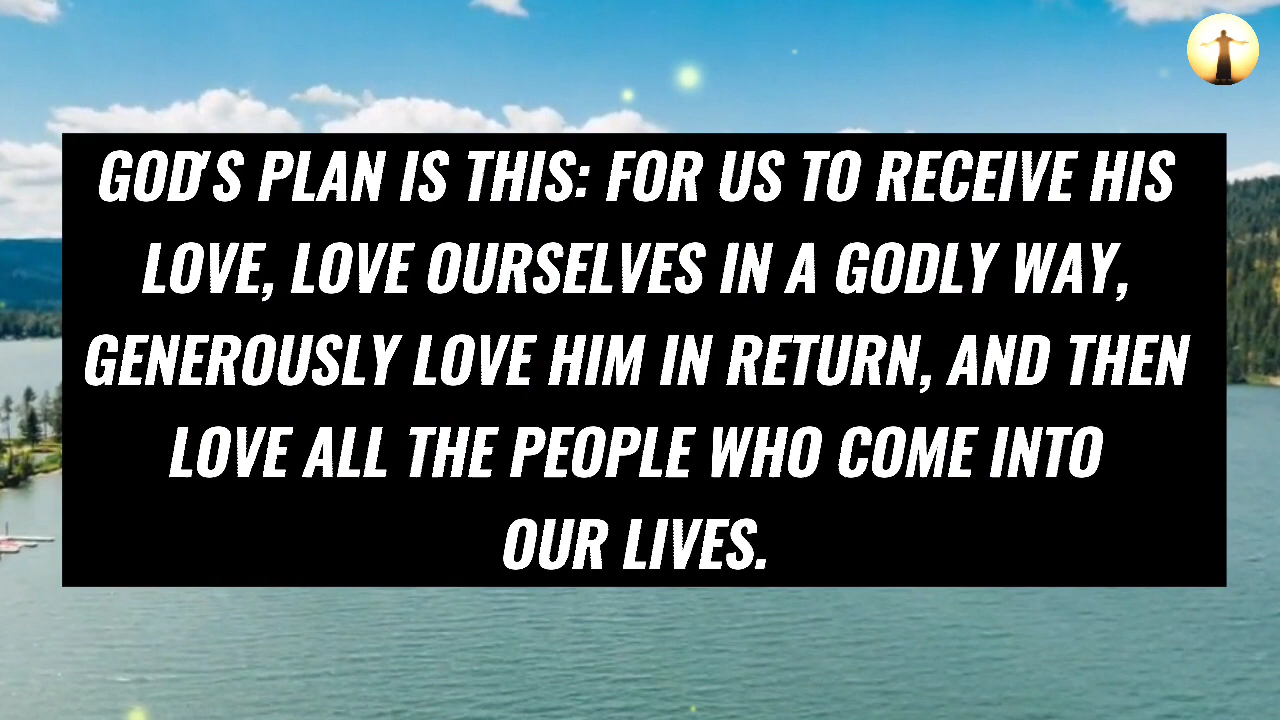 GOD'S PLAN IS THIS: FOR US TO RECEIVE HIS
LOVE, LOVE OURSELVES IN A GODLY WAY,
GENEROUSLY LOVE HIM IN RETURN, AND THEN
LOVE ALL THE PEOPLE WHO COME INTO
OUR LIVES.